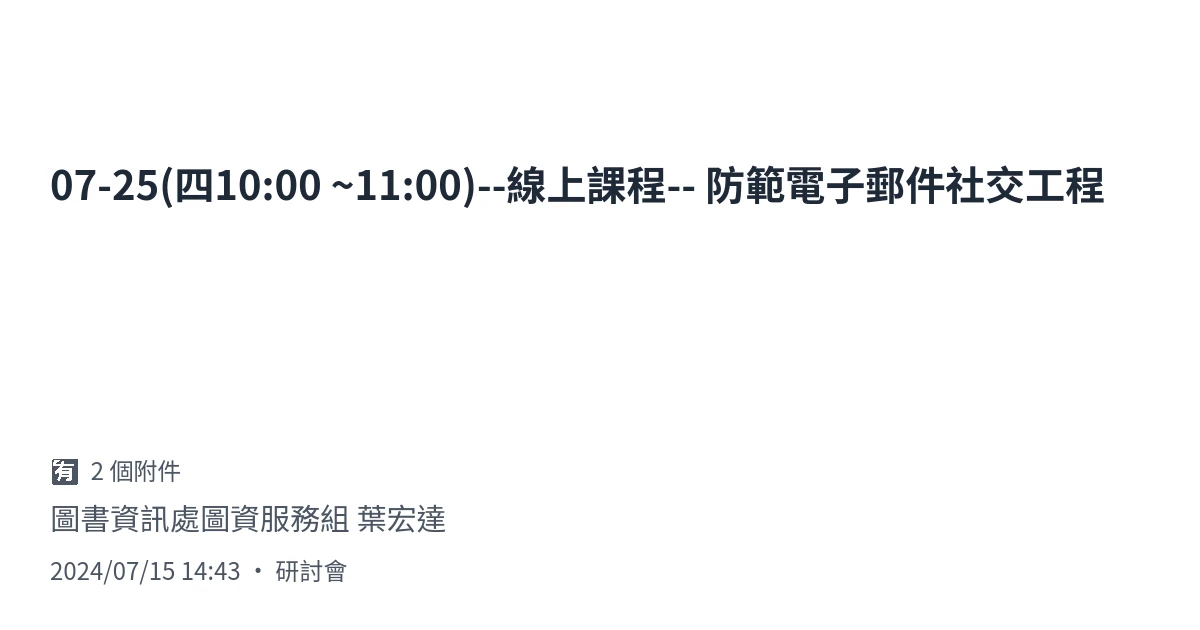 07-25(四10:00 ~11:00)--線上課程-- 防範電子郵件社交工程
有 2 個附件
圖書資訊處圖資服務組 葉宏達
2024/07/15 14:43 • 研討會